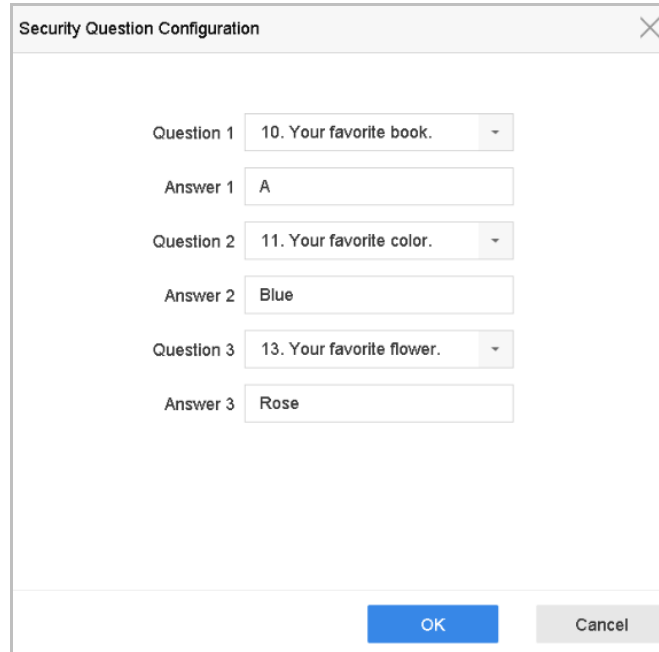 Security Question Configuration
Question 1 10. Your favorite book.
Answer 1 A
Question 2 11. Your favorite color.
Answer 2 Blue
Question 3 13. Your favorite flower.
Answer 3 Rose
OK Cancel